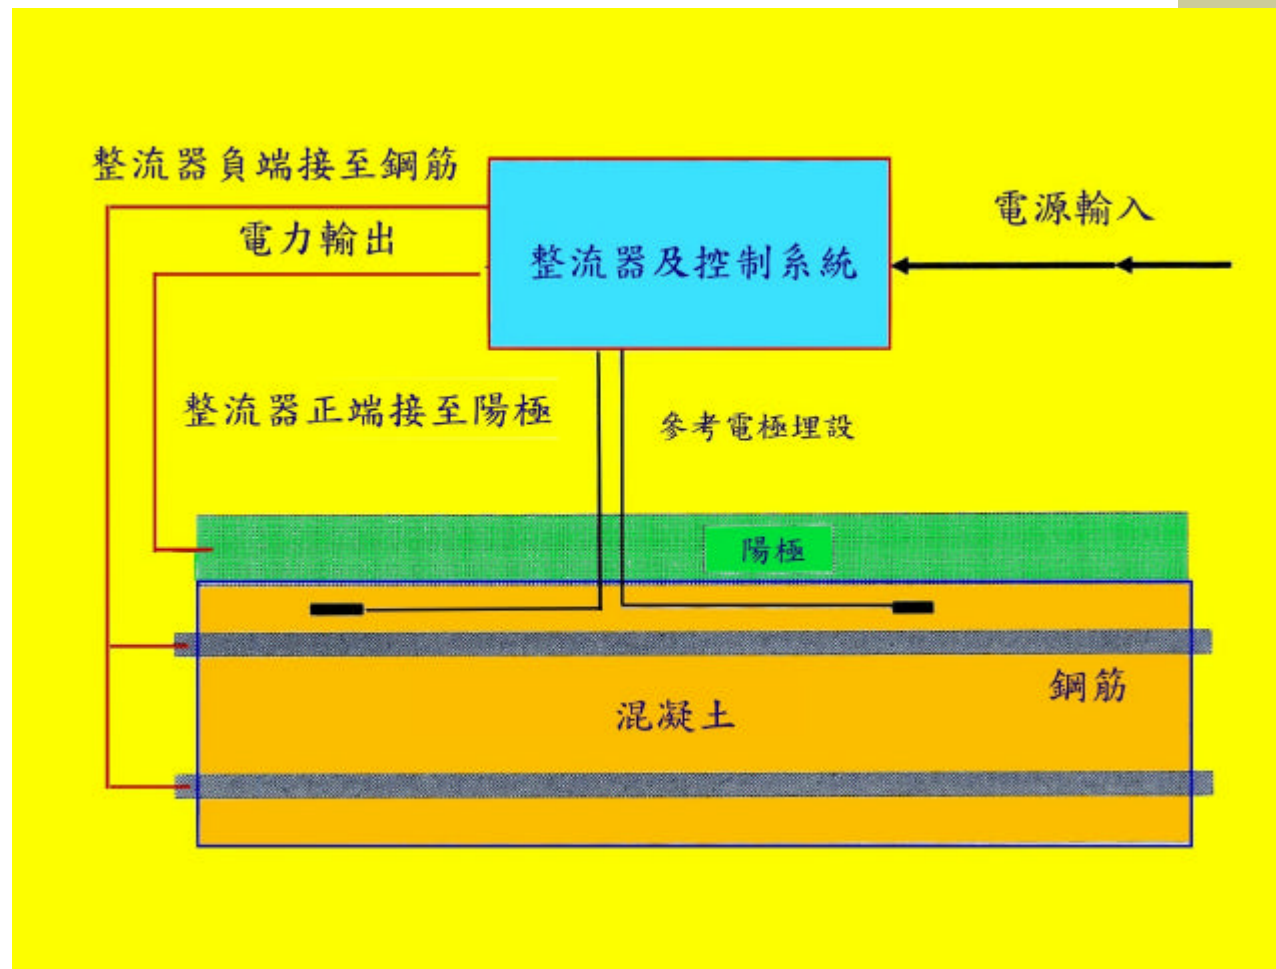 整流器負端接至鋼筋
電力輸出
整流器及控制系統
電源輸入
整流器正端接至陽極
參考電極埋設
陽極
鋼筋
混凝土